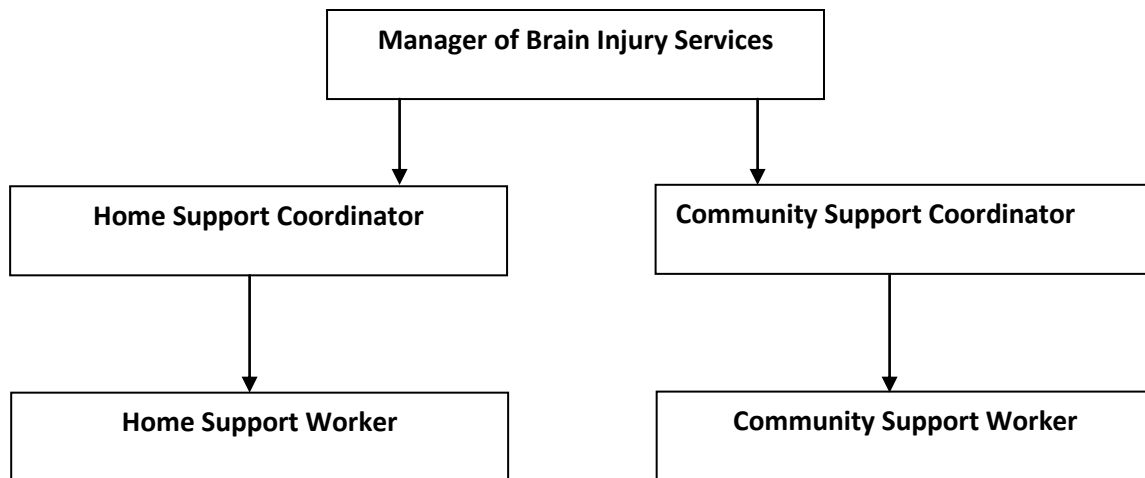 Manager of Brain Injury Services
Home Support Coordinator
Community Support Coordinator
Home Support Worker
Community Support Worker